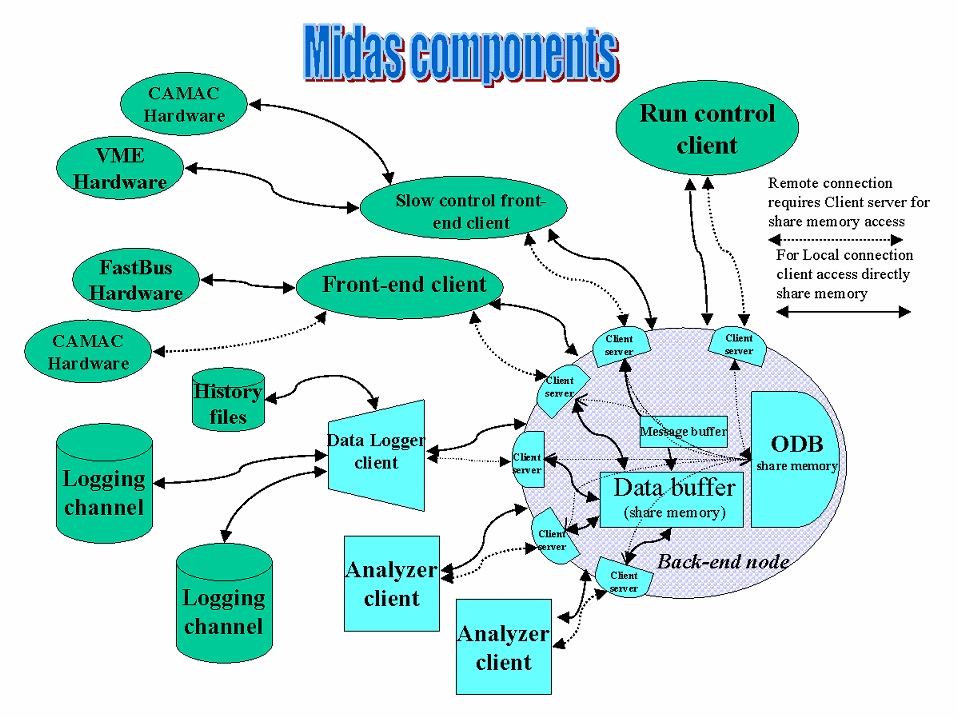 Midas components
CAMAC
Hardware
VME
Hardware
Run control
client
Remote connection
requires Client server for
share memory access
For Local connection
client access directly
share memory
Slow control front-
end client
FastBus
Hardware
Front-end client
CAMAC
Hardware
Client
server
Client
server
Client
server
History
files
Message buffer
ODB
share memory
Data Logger
client
Client
server
Logging
channel
Data buffer
(share memory)
Client
server
Back-end node
Analyzer
client
Client
server
Logging
channel
Analyzer
client